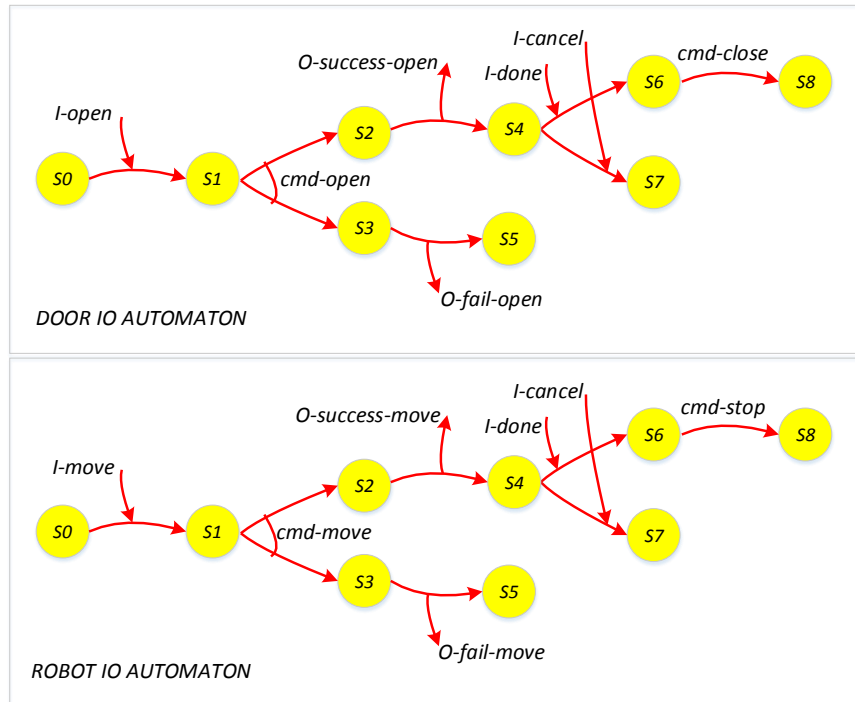 I-cancel
O-success-open
cmd-close
I-done
S6
S8
I-open
S2
S4
S0
S1
cmd-open
S7
S3
S5
O-fail-open
DOOR IO AUTOMATON
I-cancel
O-success-move
cmd-stop
I-done
S6
S8
I-move
S2
S4
S0
S1
cmd-move
S7
S3
S5
O-fail-move
ROBOT IO AUTOMATON